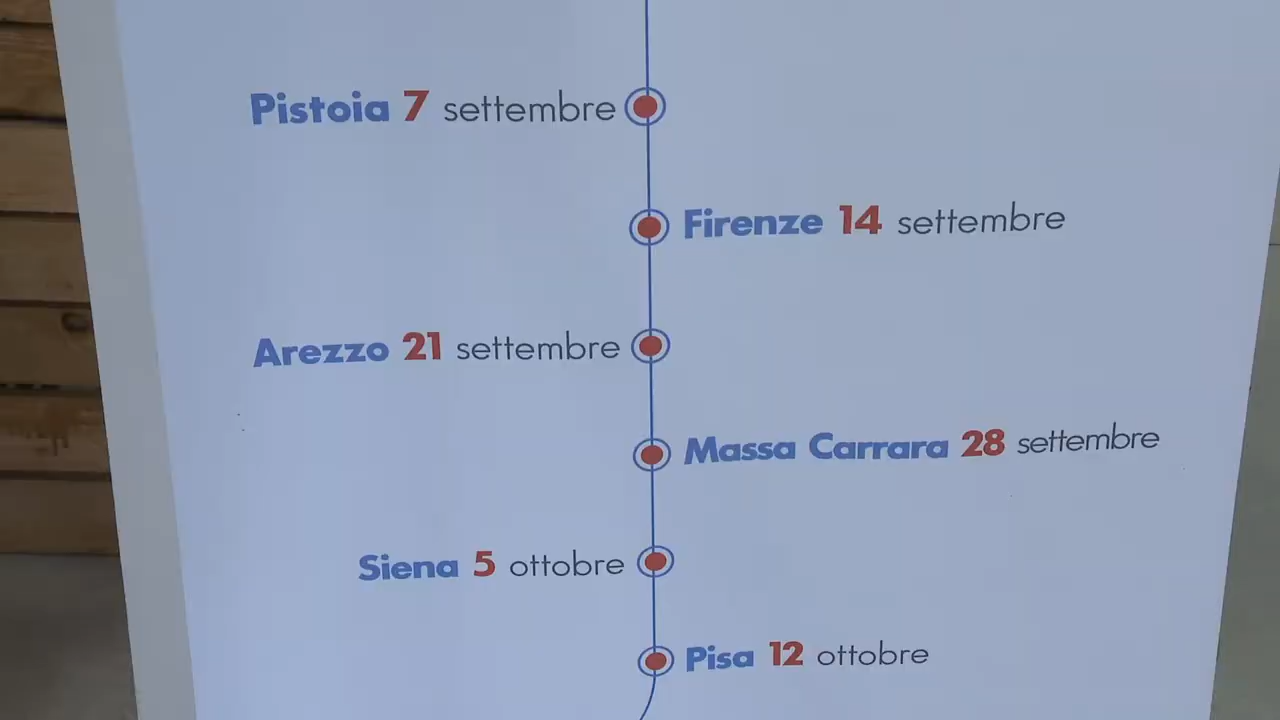 Pistoia 7 settembre
Firenze 14 settembre
Arezzo 21 settembre
Massa Carrara 28 settembre
Siena 5 ottobre
Pisa 12 ottobre